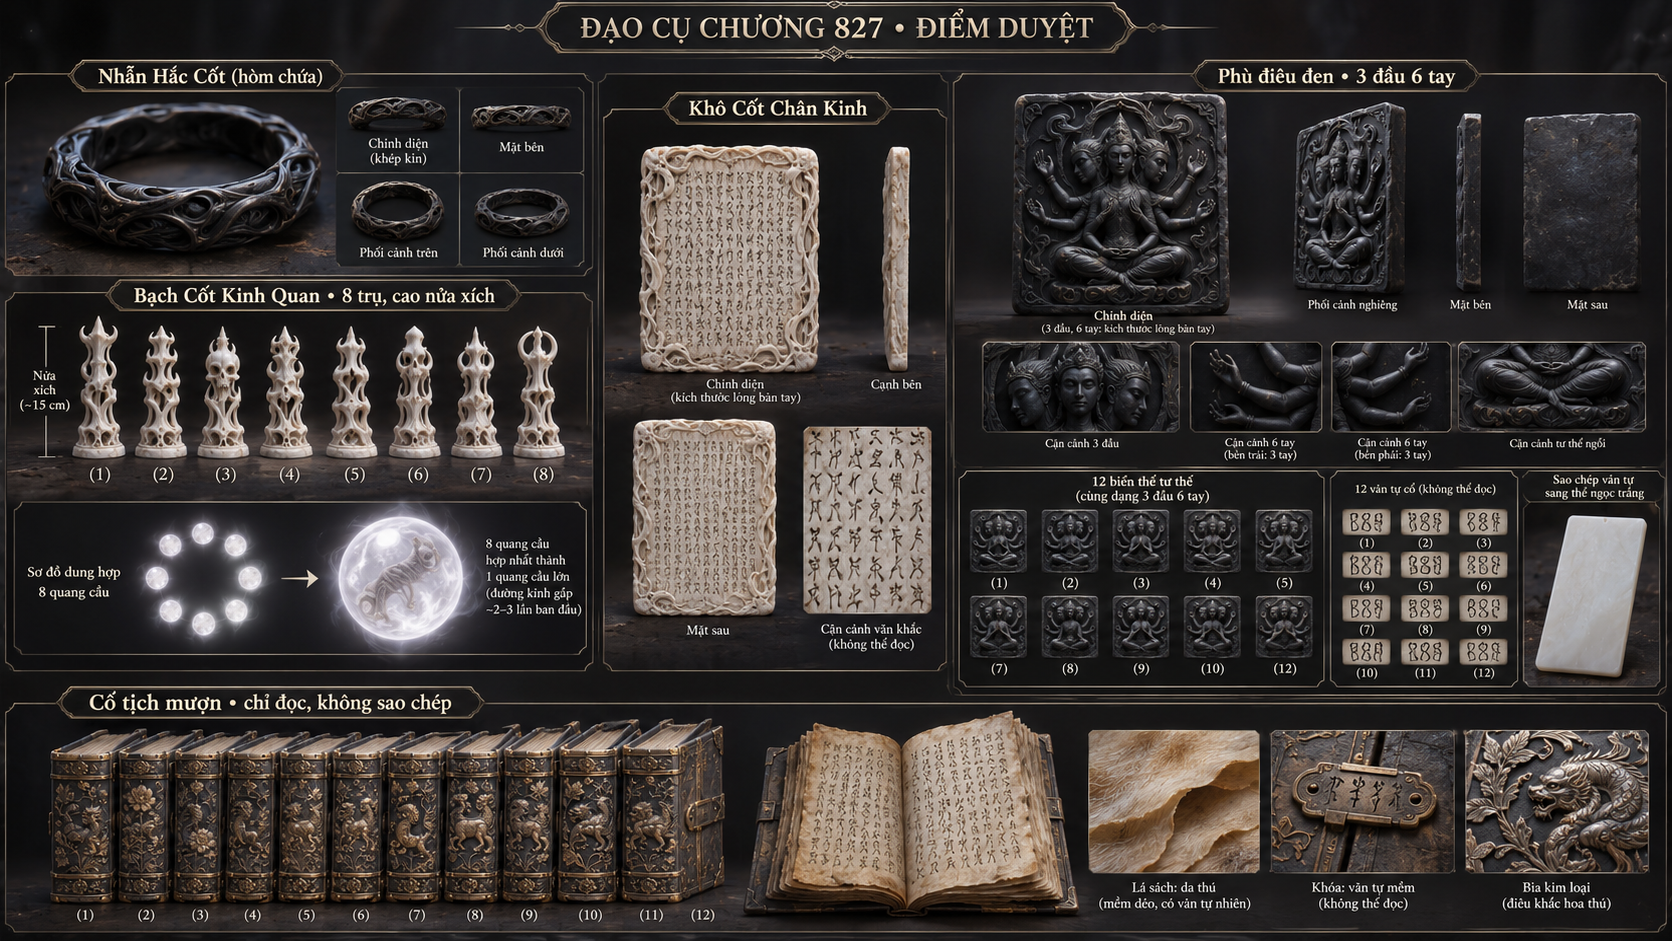 ĐẠO CỤ CHƯƠNG 827 • ĐIỂM DUYỆT
Nhẫn Hắc Cốt (hòm chứa)
Chính diện
(khép kín)
Mặt bên
Phối cảnh trên
Phối cảnh dưới
Bạch Cốt Kinh Quan • 8 trụ, cao nửa xích
Nửa
xích
(~15 cm)
(1)
(2)
(3)
(4)
(5)
(6)
(7)
(8)
Sơ đồ dung hợp
8 quang cầu
8 quang cầu
hợp nhất thành
1 quang cầu lớn
(đường kính gấp
~2–3 lần ban đầu)
Khô Cốt Chân Kinh
Chính diện
(kích thước lòng bàn tay)
Cạnh bên
Mặt sau
Cận cảnh văn khắc
(không thể đọc)
Phù điêu đen • 3 đầu 6 tay
Chính diện
(3 đầu, 6 tay: kích thước lòng bàn tay)
Phối cảnh nghiêng
Mặt bên
Mặt sau
Cận cảnh 3 đầu
Cận cảnh 6 tay
(bên trái: 3 tay)
Cận cảnh 6 tay
(bên phải: 3 tay)
Cận cảnh tư thế ngồi
12 biến thể tư thế
(cùng dạng 3 đầu 6 tay)
(1)
(2)
(3)
(4)
(5)
(7)
(8)
(9)
(10)
(12)
12 văn tự cổ (không thể đọc)
(1)
(2)
(3)
(4)
(5)
(6)
(7)
(8)
(9)
(10)
(11)
(12)
Sao chép văn tự
sang thẻ ngọc trắng
Cổ tịch mượn • chỉ đọc, không sao chép
(1)
(2)
(3)
(4)
(5)
(6)
(7)
(8)
(9)
(10)
(11)
(12)
Lá sách: da thú
(mềm dẻo, có vân tự nhiên)
Khóa: văn tự mềm
(không thể đọc)
Bìa kim loại
(điêu khắc hoa thú)